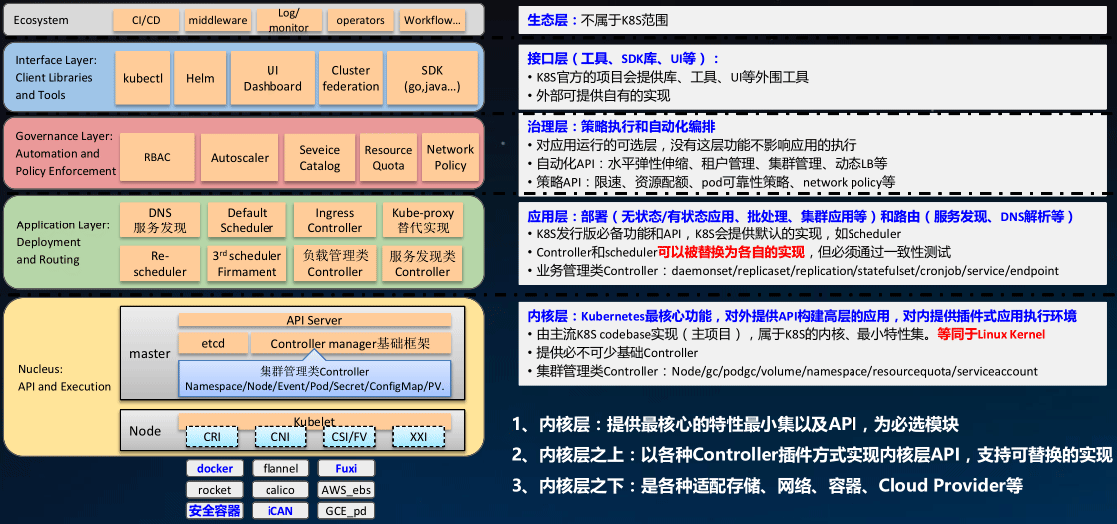 Ecosystem
CI/CD
middleware
Log/
monitor
operators
Workflow...
生态层：不属于K8S范围
Interface Layer:
Client Libraries
and Tools
kubectl
Helm
UI
Dashboard
Cluster
federation
SDK
(go,java...)
接口层（工具、SDK库、UI等）：
• K8S官方的项目会提供库、工具、UI等外围工具
• 外部可提供自有的实现
Governance Layer:
Automation and
Policy Enforcement
RBAC
Autoscaler
Seveice
Catalog
Resource
Quota
Network
Policy
治理层：策略执行和自动化编排
• 对应用运行的可选层，没有这层功能不影响应用的执行
• 自动化API：水平弹性伸缩、租户管理、集群管理、动态LB等
• 策略API：限速、资源配额、pod可靠性策略、network policy等
Application Layer:
Deployment
and Routing
DNS
服务发现
Default
Scheduler
Ingress
Controller
Kube-proxy
替代实现
Re-
scheduler
3rd scheduler
Firmament
负载管理类
Controller
服务发现类
Controller
应用层：部署（无状态/有状态应用、批处理、集群应用等）和路由（服务发现、DNS解析等）
• K8S发行版必备功能和API，K8S会提供默认的实现，如Scheduler
• Controller和scheduler可以被替换为各自的实现，但必须通过一致性测试
• 业务管理类Controller：daemonset/replicaset/replication/statefulset/cronjob/service/endpoint
Nucleus:
API and Execution
master
API Server
etcd
Controller manager基础框架
集群管理类Controller
Namespace/Node/Event/Pod/Secret/ConfigMap/PV.
Node
Kubelet
CRI
CNI
CSI/FV
XXI
docker
flannel
Fuxi
rocket
calico
AWS_ebs
安全容器
iCAN
GCE_pd
内核层：Kubernetes最核心功能，对外提供API构建高层的应用，对内提供插件式应用执行环境
• 由主流K8S codebase实现（主项目），属于K8S的内核、最小特性集。等同于Linux Kernel
• 提供必不可少基础Controller
• 集群管理类Controller：Node/gc/podgc/volume/namespace/resourcequota/serviceaccount
1、内核层：提供最核心的特性最小集以及API，为必选模块
2、内核层之上：以各种Controller插件方式实现内核层API，支持可替换的实现
3、内核层之下：是各种适配存储、网络、容器、Cloud Provider等